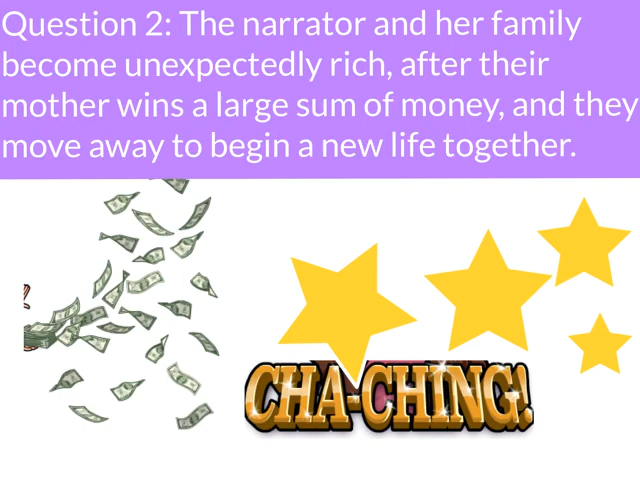 Question 2: The narrator and her family
become unexpectedly rich, after their
mother wins a large sum of money, and they
move away to begin a new life together.
CHA-CHING!